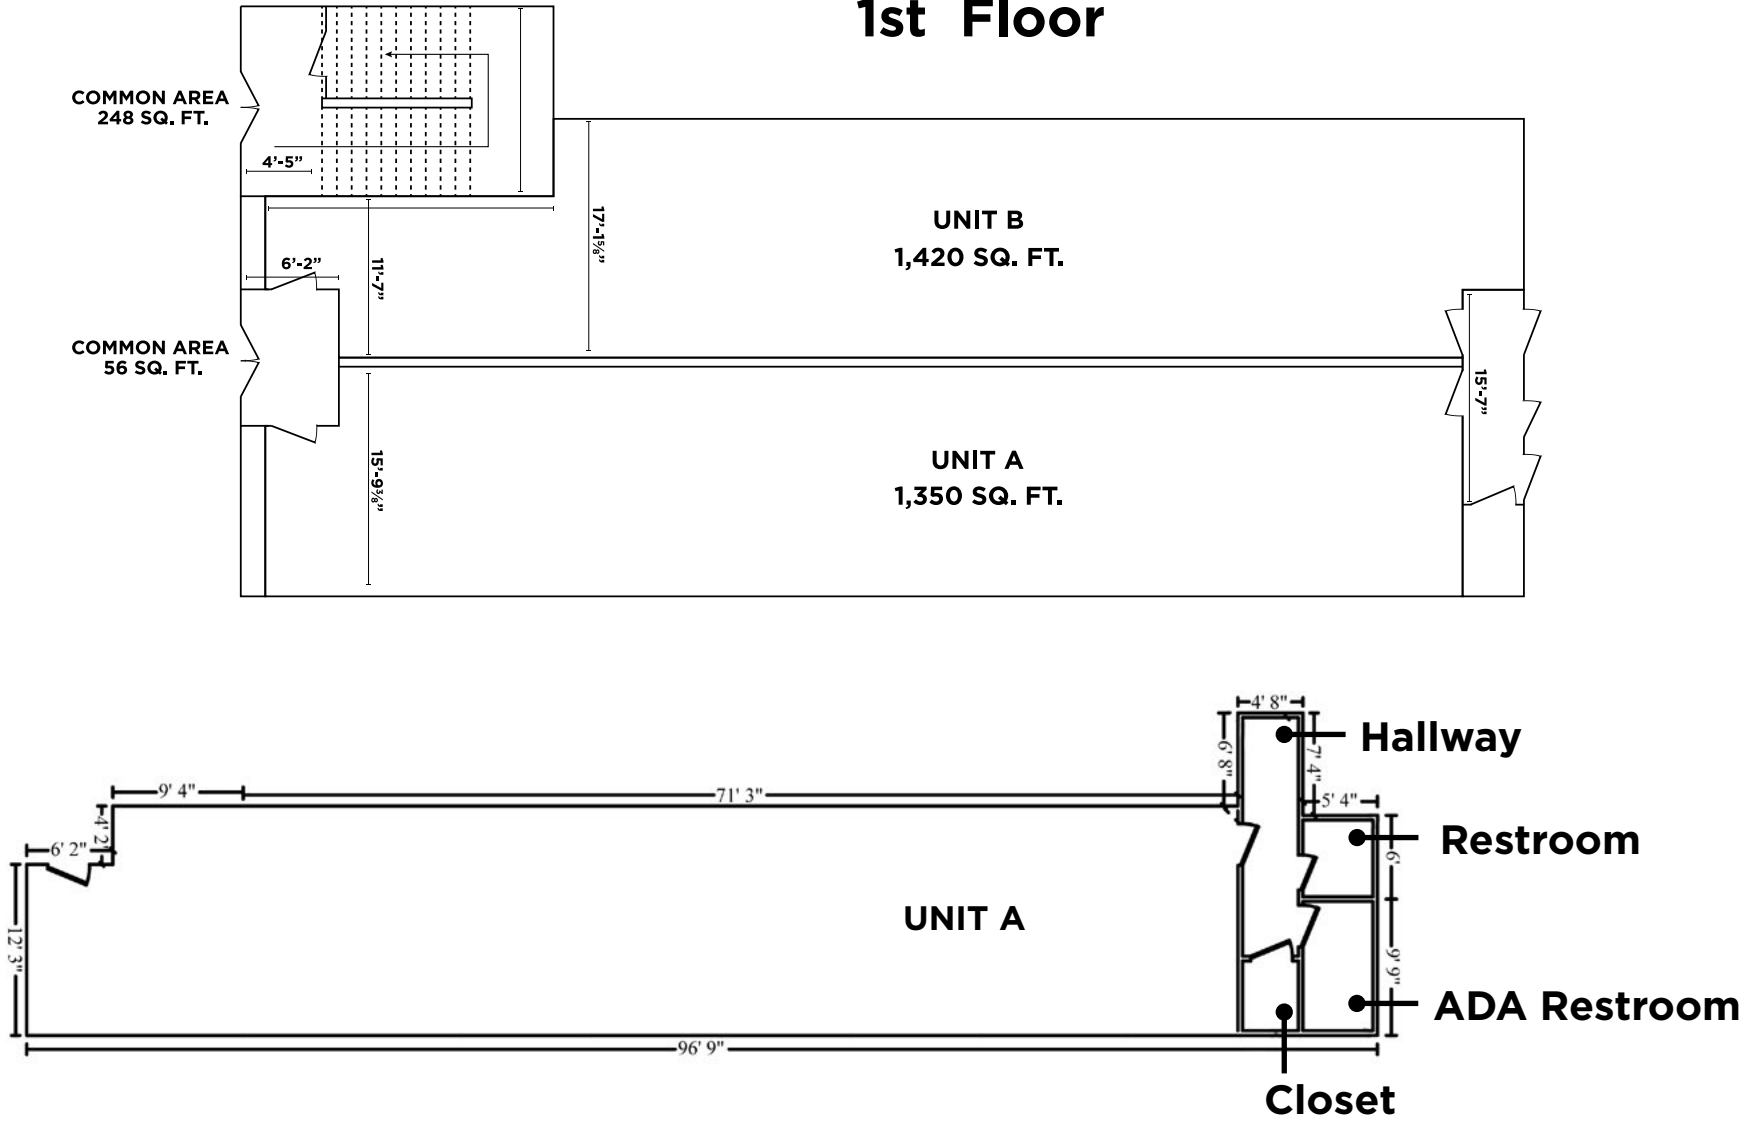 1st Floor
COMMON AREA
248 SQ. FT.
4'-5”
17'-1⅝”
UNIT B
1,420 SQ. FT.
6'-2”
11'-7”
COMMON AREA
56 SQ. FT.
15'-7”
15'-9⅜”
UNIT A
1,350 SQ. FT.
4' 8"
Hallway
6' 8"
7' 4"
9' 4"
71' 3"
5' 4"
4' 2"
6' 2"
6'
Restroom
UNIT A
12' 3"
9' 9"
ADA Restroom
96' 9"
Closet